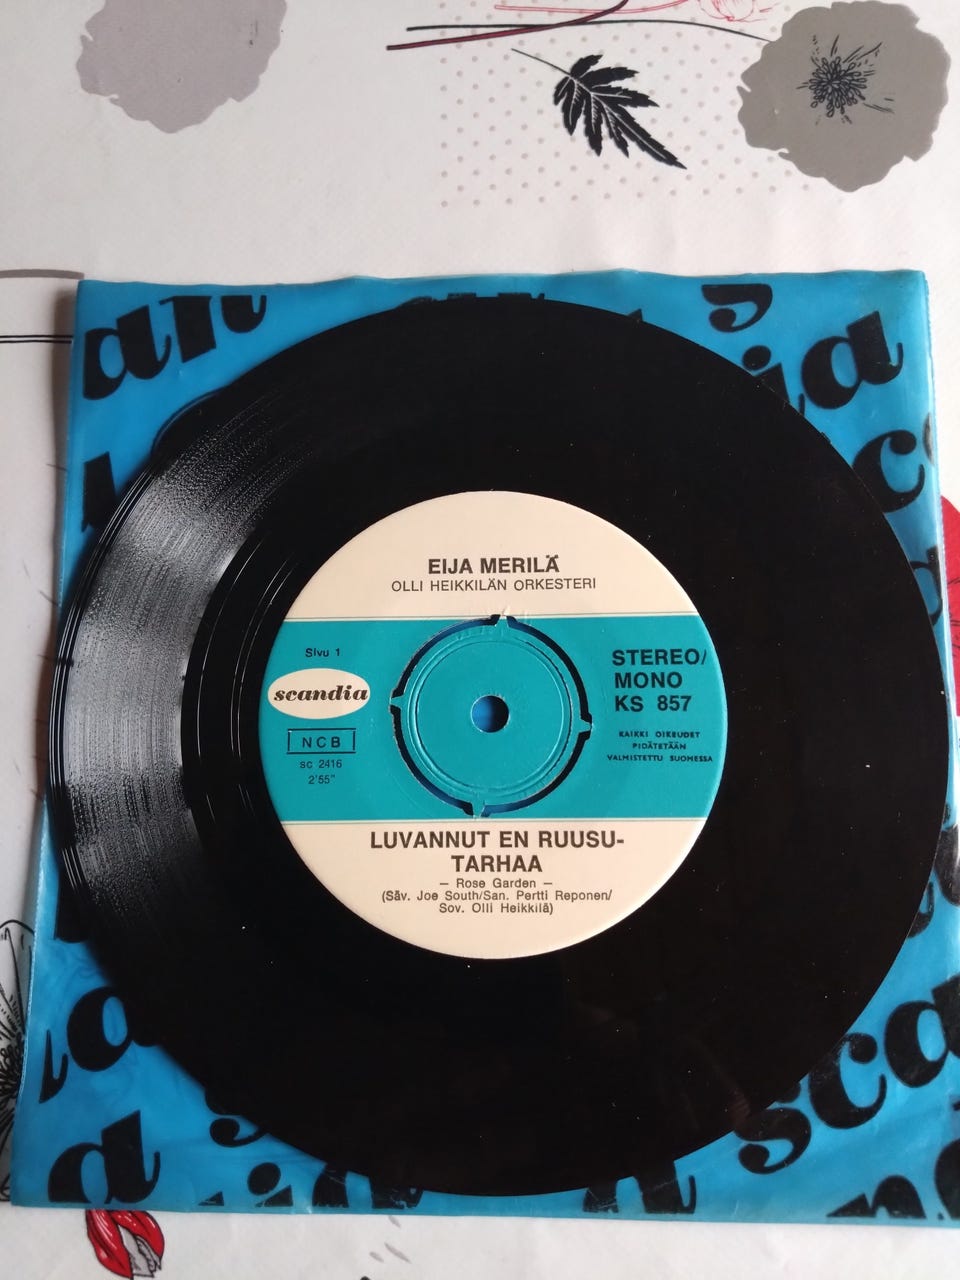 EIJA MERILÄ
OLLI HEIKKILÄN ORKESTERI
Sivu 1
scandia
NCB
sc 2416
2'55"
STEREO/
MONO
KS 857
KAIKKI OIKEUDET
PIDÄTETÄÄN
VALMISTETTU SUOMESSA
LUVANNUT EN RUUSU-
TARHAA
— Rose Garden —
(Säv. Joe South/San. Pertti Reponen/
Sov. Olli Heikkilä)